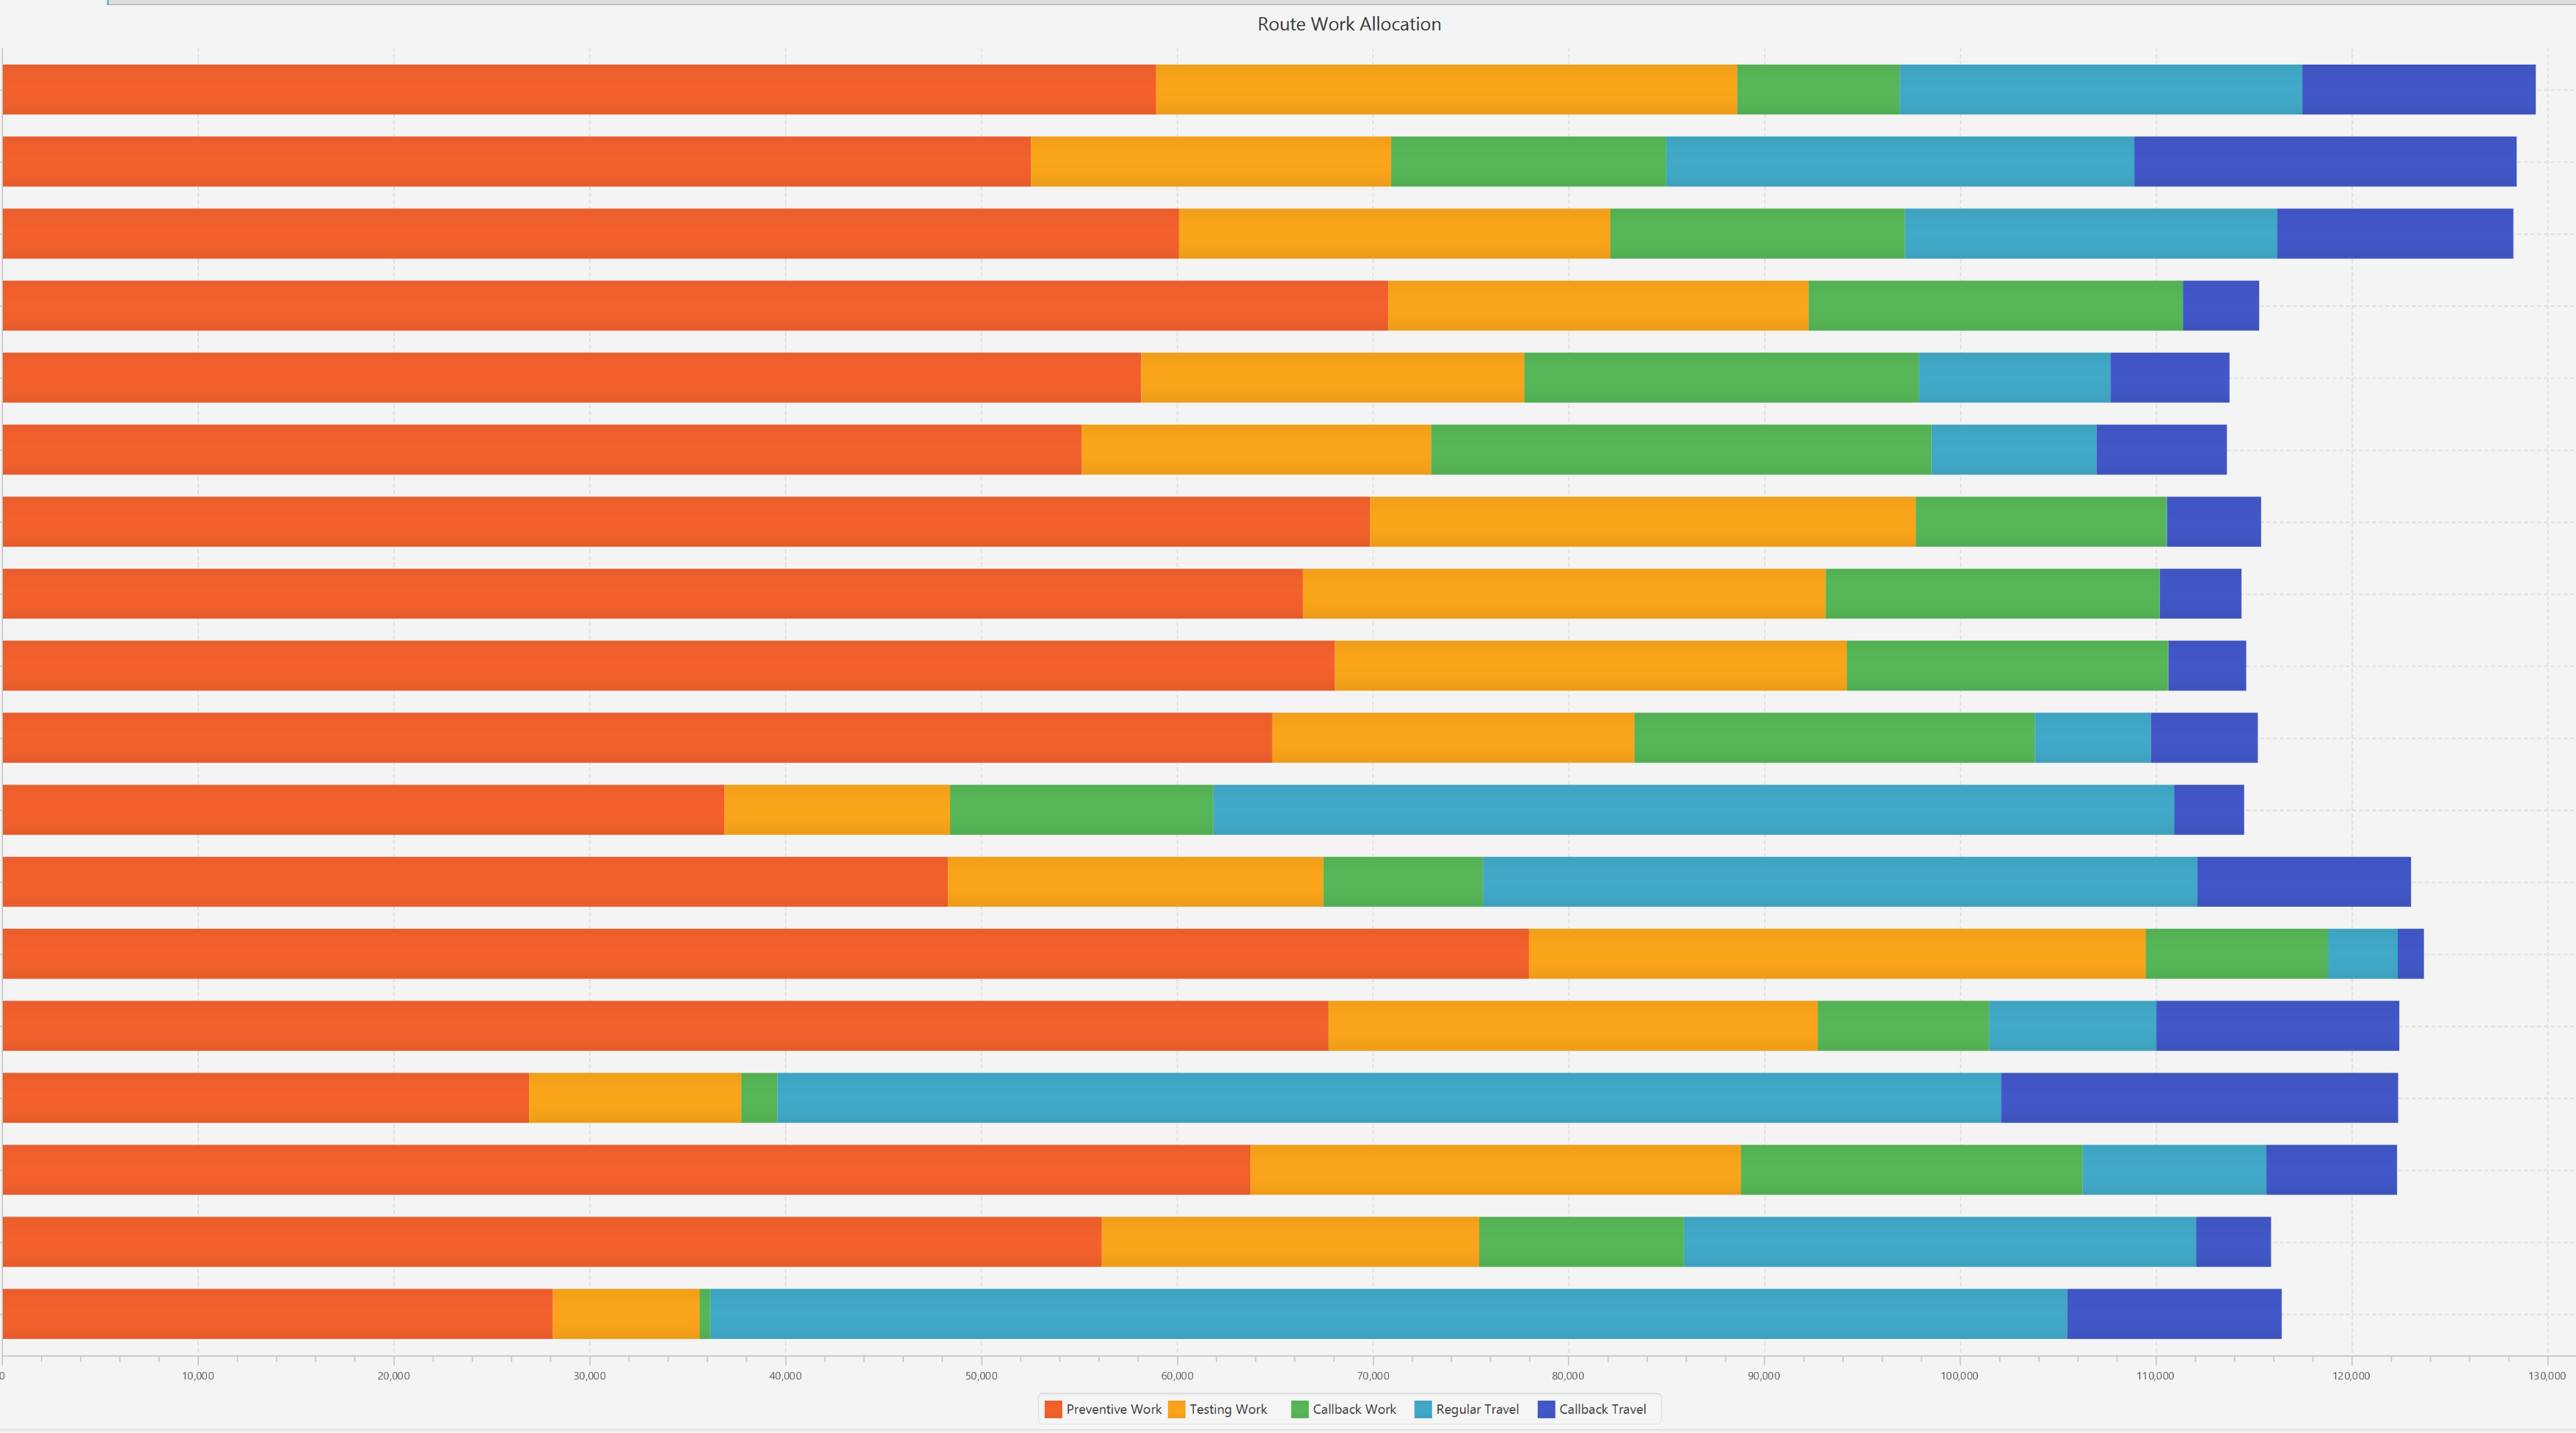 Route Work Allocation
0 10,000 20,000 30,000 40,000 50,000 60,000 70,000 80,000 90,000 100,000 110,000 120,000 130,000
Preventive Work Testing Work Callback Work Regular Travel Callback Travel